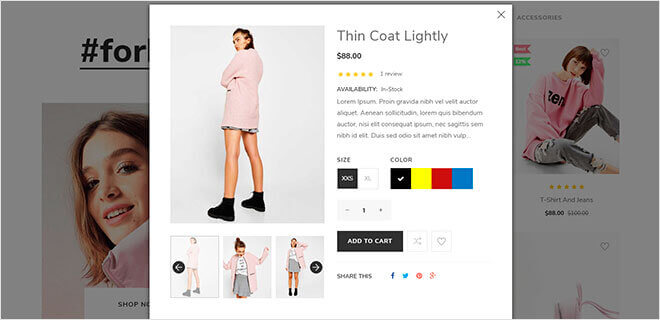 #forl
SHOP NO
Thin Coat Lightly
$88.00
1 review
AVAILABILITY: In-Stock
Lorem Ipsum. Proin gravida nibh vel velit auctor
aliquet. Aenean sollicitudin, lorem quis bibendum
auctor, nisi elit consequat ipsum, nec sagittis sem
nibh id elit. Duis sed odio sit amet nibh vulp...
SIZE
COLOR
XXS
XL
− 1 +
ADD TO CART
SHARE THIS
ACCESSORIES
12%
T-Shirt And Jeans
$88.00 $100.00